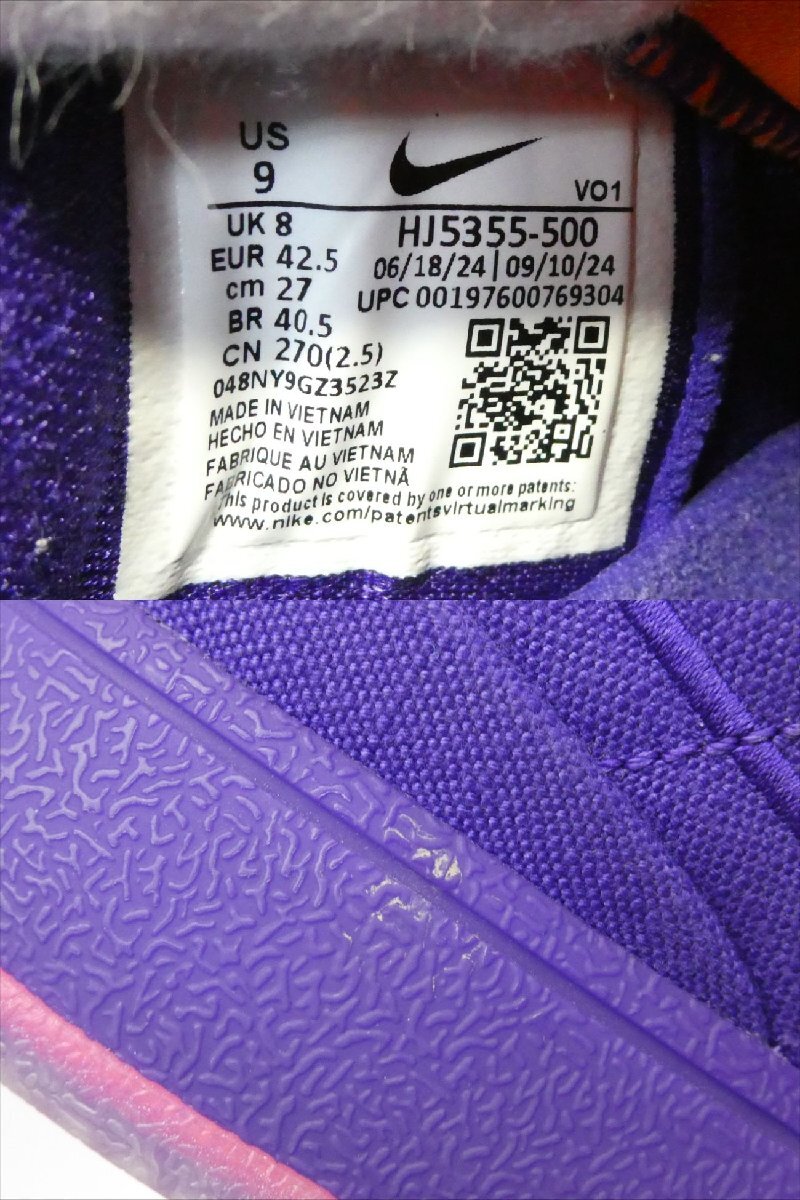 US
9
VO1
UK 8
HJ5355-500
EUR 42.5
06/18/24 | 09/10/24
cm 27
UPC 00197600769304
BR 40.5
CN 270(2.5)
048NY9GZ3523Z
MADE IN VIETNAM
HECHO EN VIETNAM
FABRIQUE AU VIETNAM
FABRICADO NO VIETNÃ
This product is covered by one or more patents:
www.nike.com/patentsvirtualmarking